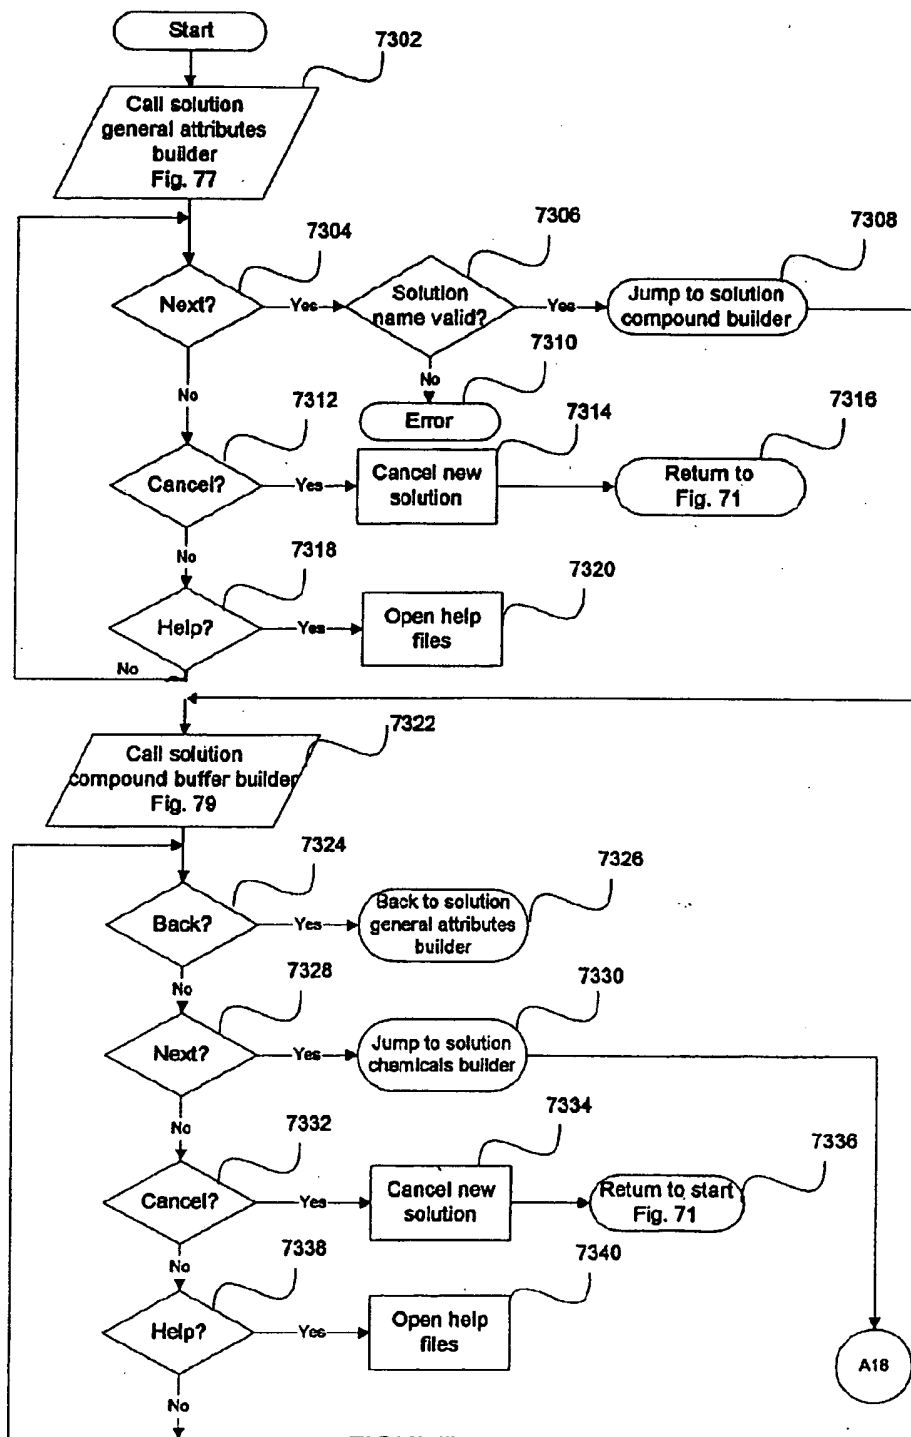 Start
7302
Call solution
general attributes
builder
Fig. 77
7304
7306
7308
Next?
Yes
Solution
name valid?
Yes
Jump to solution
compound builder
No
No
7310
Error
7312
7314
7316
Cancel?
Yes
Cancel new
solution
Return to
Fig. 71
No
7318
7320
Help?
Yes
Open help
files
No
7322
Call solution
compound buffer builder
Fig. 79
7324
7326
Back?
Yes
Back to solution
general attributes
builder
No
7328
7330
Next?
Yes
Jump to solution
chemicals builder
No
7332
7334
7336
Cancel?
Yes
Cancel new
solution
Return to start
Fig. 71
No
7338
7340
Help?
Yes
Open help
files
A18
No